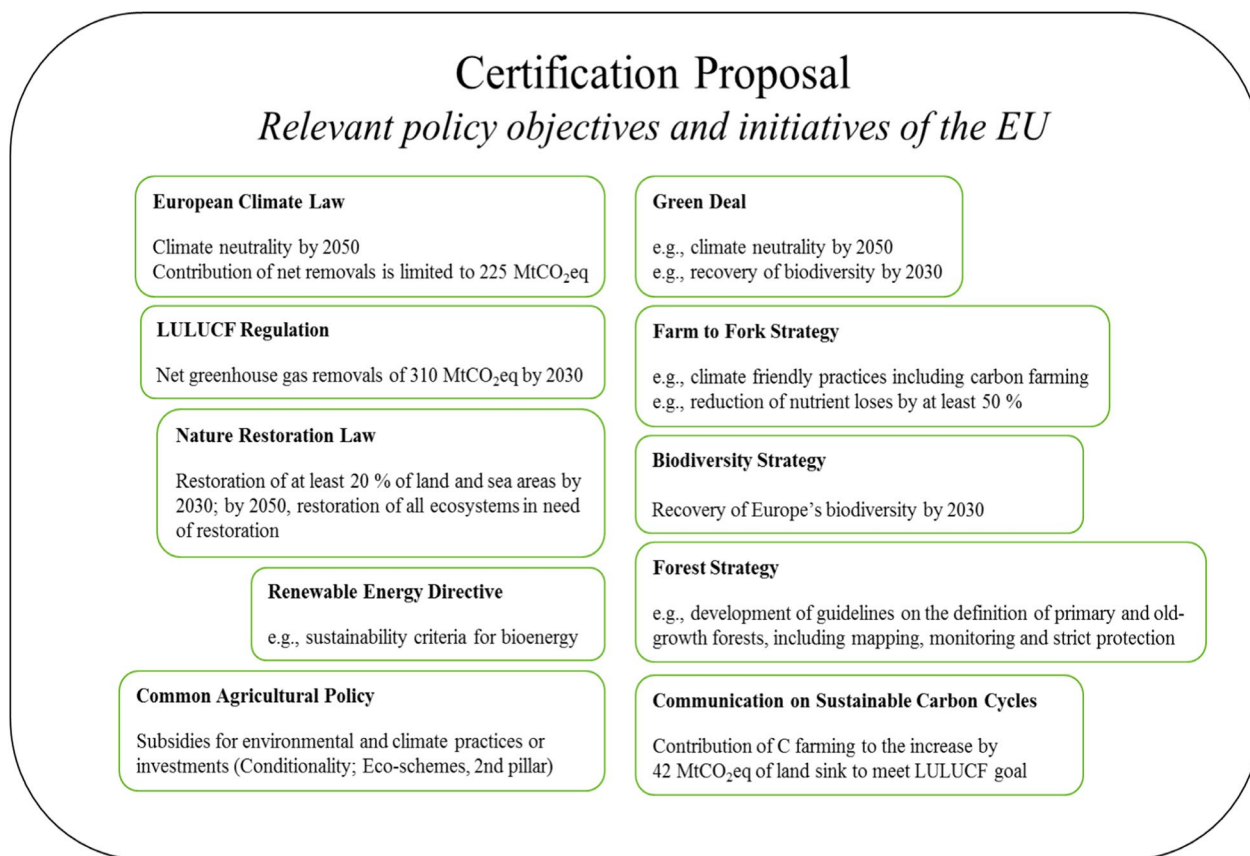 Certification Proposal
Relevant policy objectives and initiatives of the EU
European Climate Law
Climate neutrality by 2050
Contribution of net removals is limited to 225 MtCO₂eq
LULUCF Regulation
Net greenhouse gas removals of 310 MtCO₂eq by 2030
Nature Restoration Law
Restoration of at least 20 % of land and sea areas by
2030; by 2050, restoration of all ecosystems in need
of restoration
Renewable Energy Directive
e.g., sustainability criteria for bioenergy
Common Agricultural Policy
Subsidies for environmental and climate practices or
investments (Conditionality; Eco-schemes, 2nd pillar)
Green Deal
e.g., climate neutrality by 2050
e.g., recovery of biodiversity by 2030
Farm to Fork Strategy
e.g., climate friendly practices including carbon farming
e.g., reduction of nutrient loses by at least 50 %
Biodiversity Strategy
Recovery of Europe’s biodiversity by 2030
Forest Strategy
e.g., development of guidelines on the definition of primary and old-
growth forests, including mapping, monitoring and strict protection
Communication on Sustainable Carbon Cycles
Contribution of C farming to the increase by
42 MtCO₂eq of land sink to meet LULUCF goal